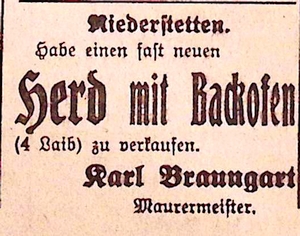 Niederstetten.
Habe einen fast neuen
Herd mit Backofen
(4 Laib) zu verkaufen.
Karl Braungart
Maurermeister.